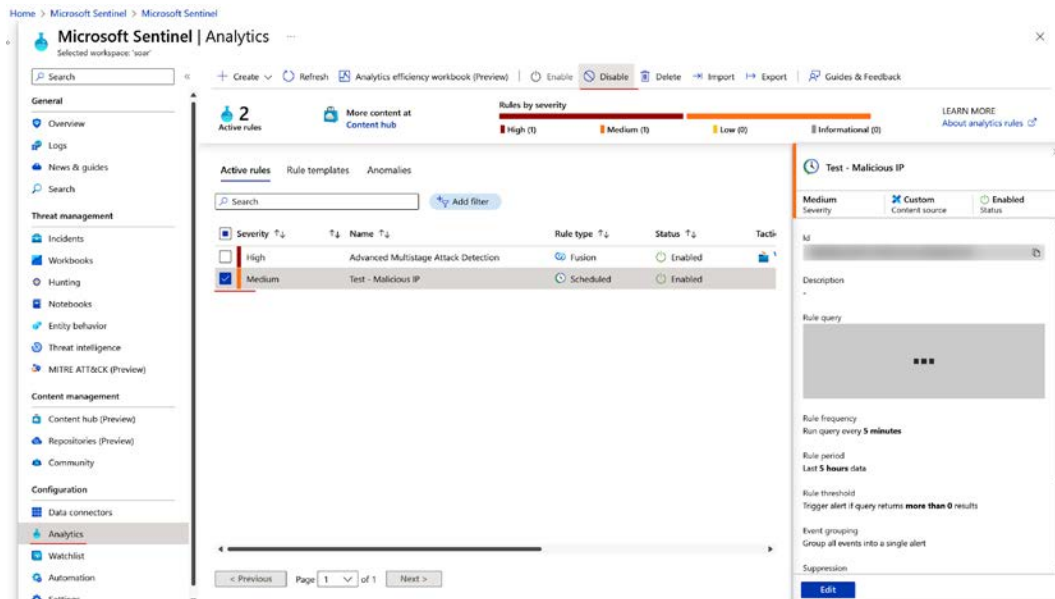 Home > Microsoft Sentinel > Microsoft Sentinel
Microsoft Sentinel | Analytics ...
Selected workspace: 'soar'
Search
General
Overview
Logs
News & guides
Search
Threat management
Incidents
Workbooks
Hunting
Notebooks
Entity behavior
Threat intelligence
MITRE ATT&CK (Preview)
Content management
Content hub (Preview)
Repositories (Preview)
Community
Configuration
Data connectors
Analytics
Watchlist
Automation
Settings
+ Create Refresh Analytics efficiency workbook (Preview) Enable Disable Delete Import Export Guides & Feedback
2
Active rules
More content at
Content hub
Rules by severity
High (1) Medium (1) Low (0) Informational (0)
LEARN MORE
About analytics rules
Active rules Rule templates Anomalies
Search Add filter
Severity Name Rule type Status
High Advanced Multistage Attack Detection Fusion Enabled
Medium Test - Malicious IP Scheduled Enabled
< Previous Page 1 of 1 Next >
Test - Malicious IP
Medium Custom Enabled
Severity Content source Status
Id
Description
-
Rule query
Rule frequency
Run query every 5 minutes
Rule period
Last 5 hours data
Rule threshold
Trigger alert if query returns more than 0 results
Event grouping
Group all events into a single alert
Suppression
Edit